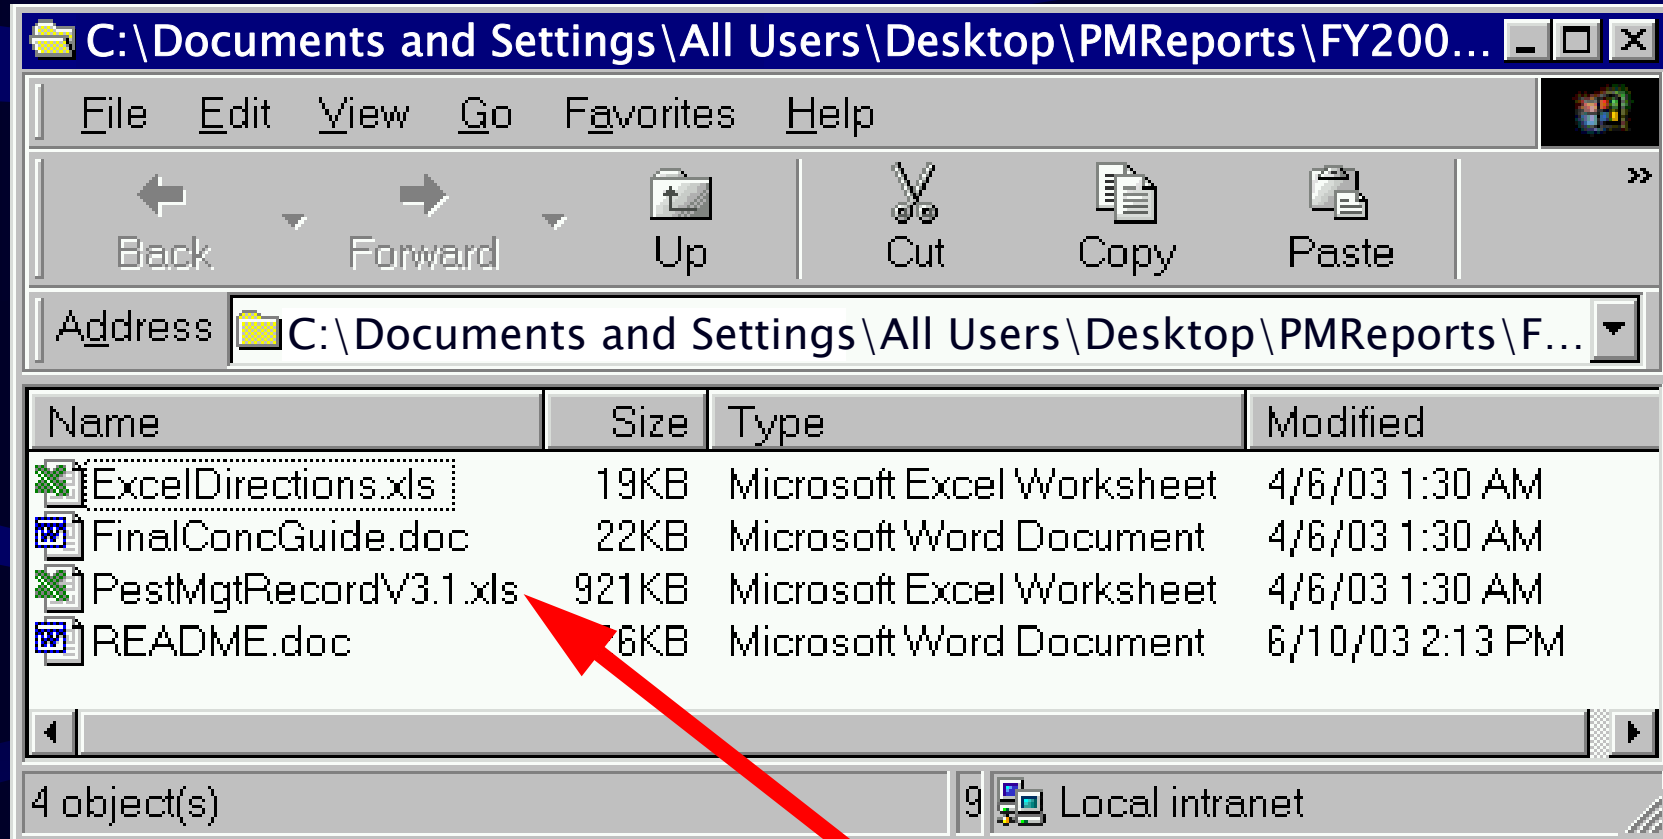 C:\Documents and Settings\All Users\Desktop\PMReports\FY200...
File Edit View Go Favorites Help
Back Forward Up Cut Copy Paste »
Address C:\Documents and Settings\All Users\Desktop\PMReports\F...
Name Size Type Modified
ExcelDirections.xls 19KB Microsoft Excel Worksheet 4/6/03 1:30 AM
FinalConcGuide.doc 22KB Microsoft Word Document 4/6/03 1:30 AM
PestMgtRecordV3.1.xls 921KB Microsoft Excel Worksheet 4/6/03 1:30 AM
README.doc Microsoft Word Document 6/10/03 2:13 PM
4 object(s) 9 Local intranet